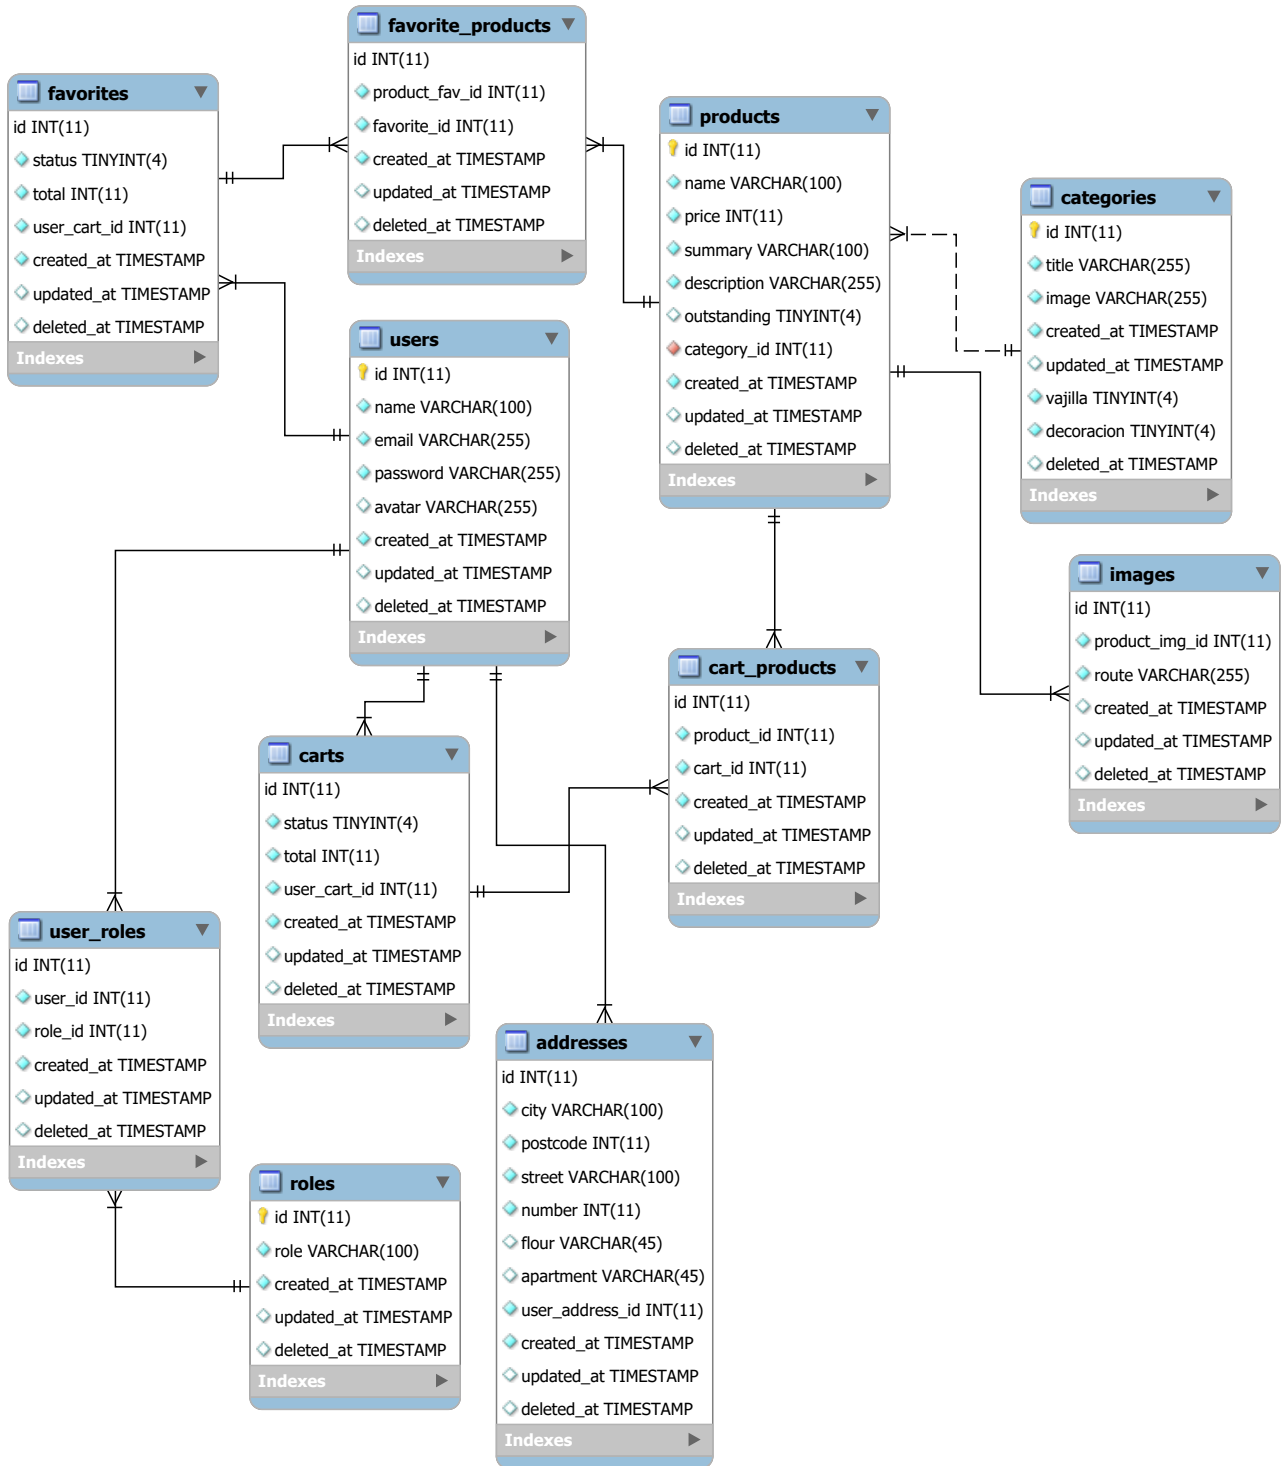 favorite_products
id INT(11)
product_fav_id INT(11)
favorite_id INT(11)
created_at TIMESTAMP
updated_at TIMESTAMP
deleted_at TIMESTAMP
Indexes
favorites
id INT(11)
status TINYINT(4)
total INT(11)
user_cart_id INT(11)
created_at TIMESTAMP
updated_at TIMESTAMP
deleted_at TIMESTAMP
Indexes
products
id INT(11)
name VARCHAR(100)
price INT(11)
summary VARCHAR(100)
description VARCHAR(255)
outstanding TINYINT(4)
category_id INT(11)
created_at TIMESTAMP
updated_at TIMESTAMP
deleted_at TIMESTAMP
Indexes
categories
id INT(11)
title VARCHAR(255)
image VARCHAR(255)
created_at TIMESTAMP
updated_at TIMESTAMP
vajilla TINYINT(4)
decoracion TINYINT(4)
deleted_at TIMESTAMP
Indexes
users
id INT(11)
name VARCHAR(100)
email VARCHAR(255)
password VARCHAR(255)
avatar VARCHAR(255)
created_at TIMESTAMP
updated_at TIMESTAMP
deleted_at TIMESTAMP
Indexes
images
id INT(11)
product_img_id INT(11)
route VARCHAR(255)
created_at TIMESTAMP
updated_at TIMESTAMP
deleted_at TIMESTAMP
Indexes
cart_products
id INT(11)
product_id INT(11)
cart_id INT(11)
created_at TIMESTAMP
updated_at TIMESTAMP
deleted_at TIMESTAMP
Indexes
carts
id INT(11)
status TINYINT(4)
total INT(11)
user_cart_id INT(11)
created_at TIMESTAMP
updated_at TIMESTAMP
deleted_at TIMESTAMP
Indexes
user_roles
id INT(11)
user_id INT(11)
role_id INT(11)
created_at TIMESTAMP
updated_at TIMESTAMP
deleted_at TIMESTAMP
Indexes
addresses
id INT(11)
city VARCHAR(100)
postcode INT(11)
street VARCHAR(100)
number INT(11)
flour VARCHAR(45)
apartment VARCHAR(45)
user_address_id INT(11)
created_at TIMESTAMP
updated_at TIMESTAMP
deleted_at TIMESTAMP
Indexes
roles
id INT(11)
role VARCHAR(100)
created_at TIMESTAMP
updated_at TIMESTAMP
deleted_at TIMESTAMP
Indexes